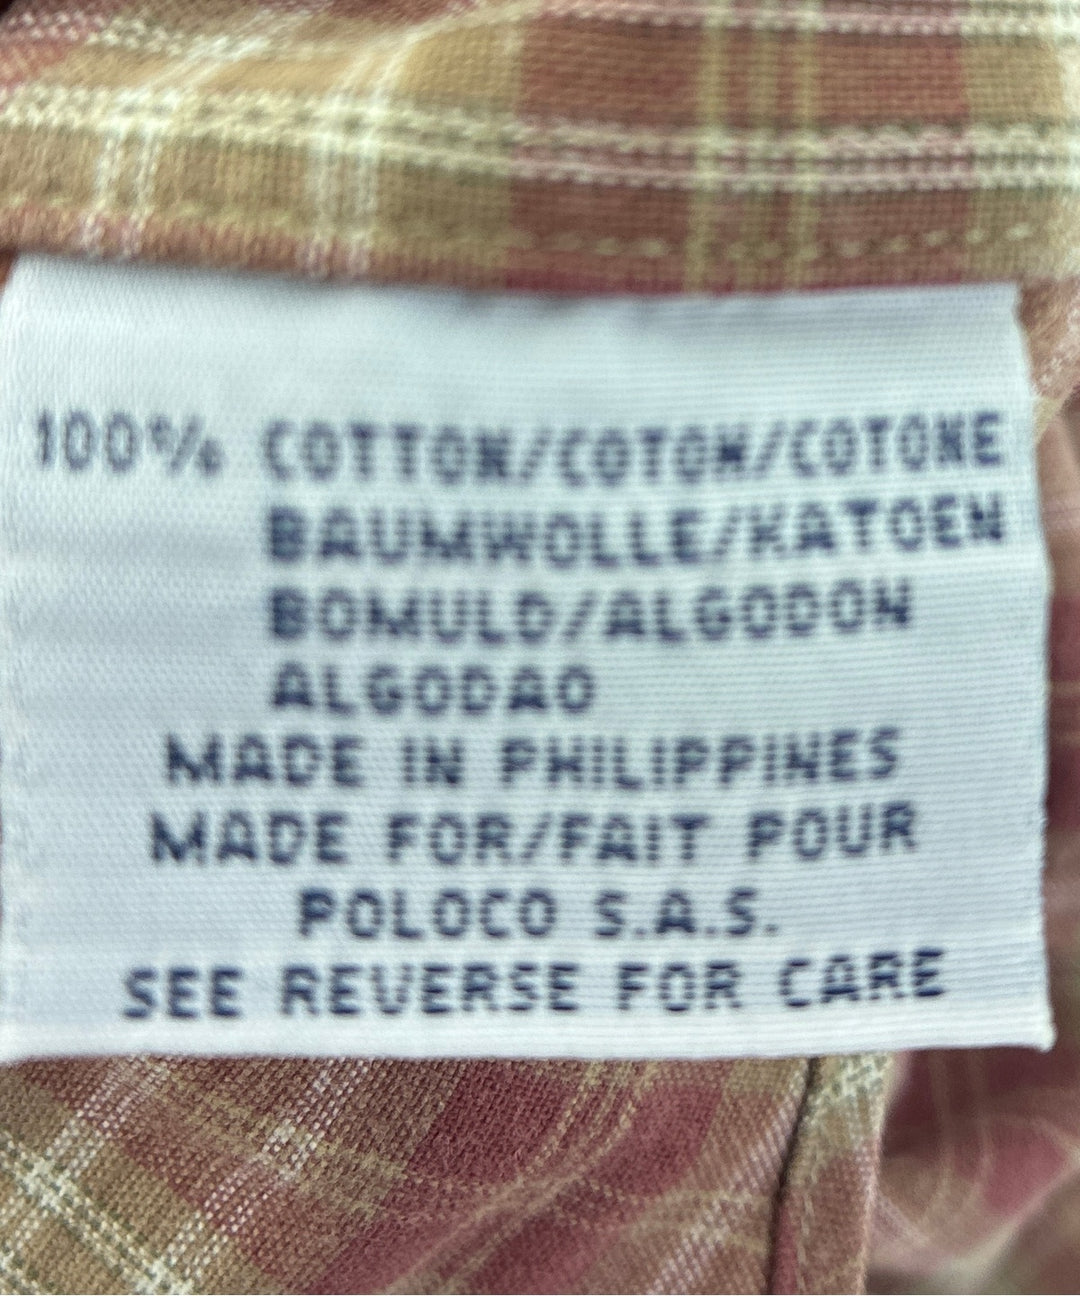 100% COTTON/COTON/COTONE
BAUMWOLLE/KATOEN
BOMULD/ALGODON
ALGODAO
MADE IN PHILIPPINES
MADE FOR/FAIT POUR
POLOCO S.A.S.
SEE REVERSE FOR CARE